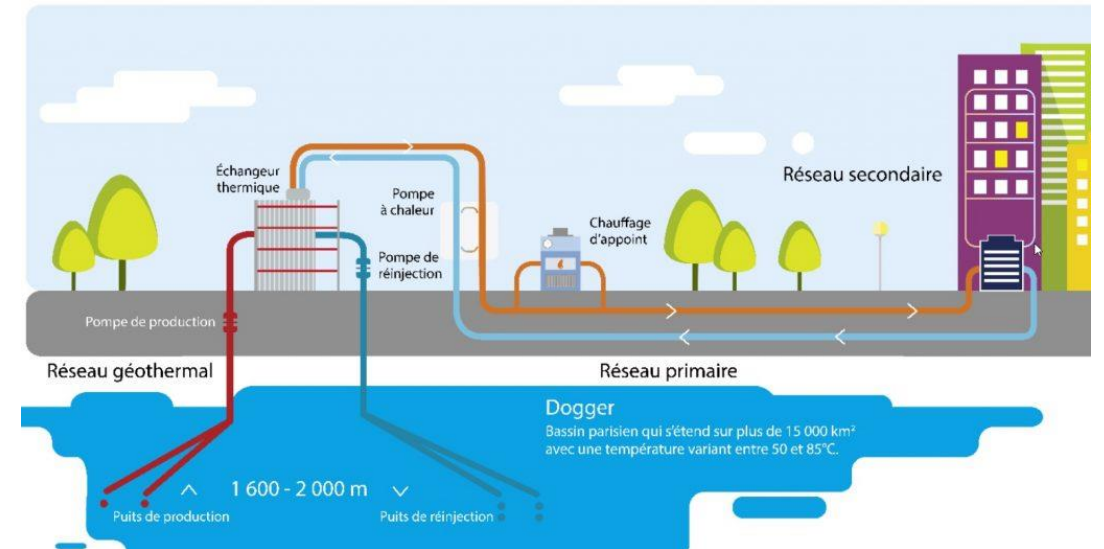 Échangeur
thermique
Pompe
à chaleur
Chauffage
d'appoint
Réseau secondaire
Pompe de
réinjection
Pompe de production
Réseau géothermal
Réseau primaire
Dogger
Bassin parisien qui s'étend sur plus de 15 000 km²
avec une température variant entre 50 et 85°C.
1 600 - 2 000 m
Puits de production
Puits de réinjection